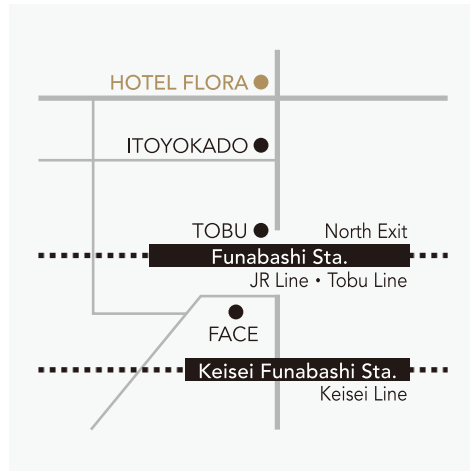 HOTEL FLORA
ITOYOKADO
TOBU
North Exit
Funabashi Sta.
JR Line・Tobu Line
FACE
Keisei Funabashi Sta.
Keisei Line